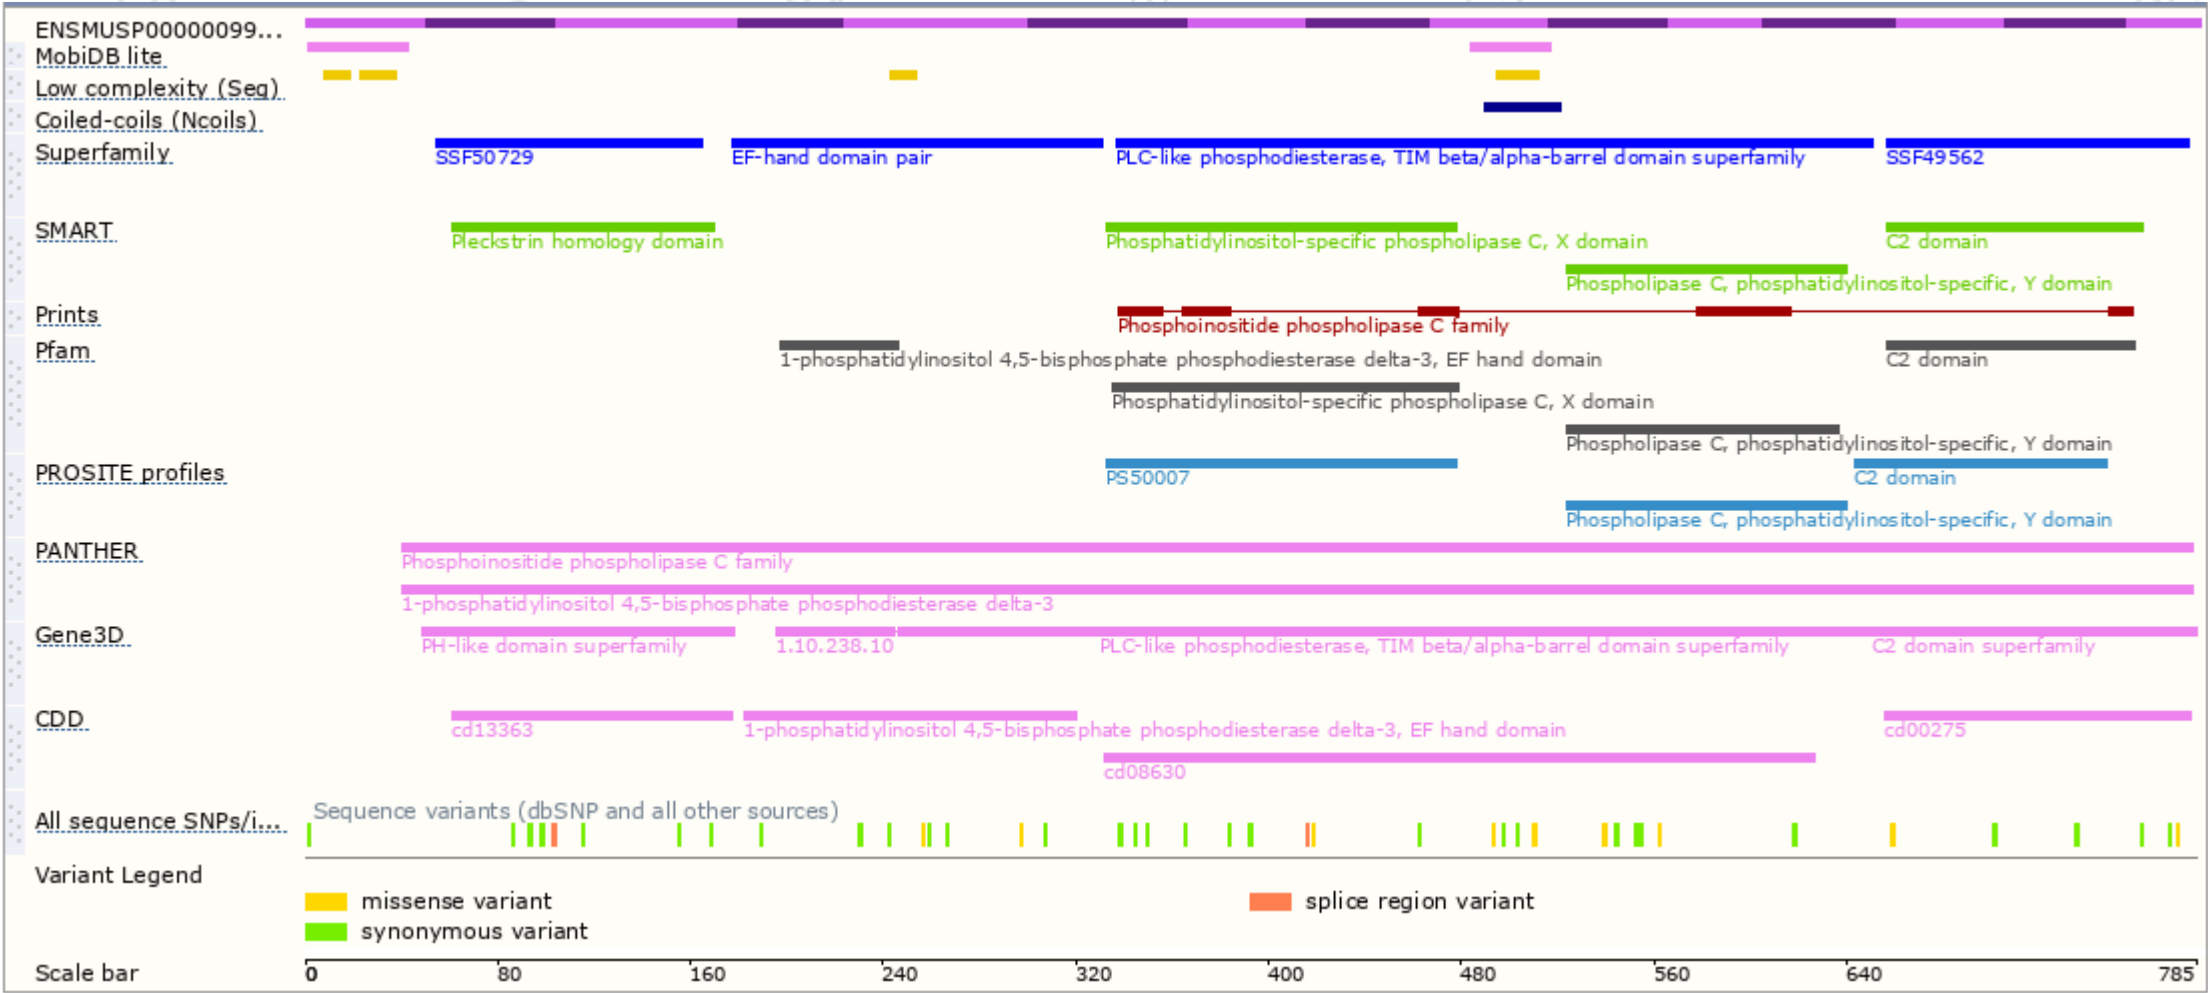 ENSMUSP00000099...
MobiDB lite
Low complexity (Seg)
Coiled-coils (Ncoils)
Superfamily
SSF50729 EF-hand domain pair PLC-like phosphodiesterase, TIM beta/alpha-barrel domain superfamily SSF49562
SMART
Pleckstrin homology domain Phosphatidylinositol-specific phospholipase C, X domain C2 domain
Phospholipase C, phosphatidylinositol-specific, Y domain
Prints
Phosphoinositide phospholipase C family
Pfam
1-phosphatidylinositol 4,5-bisphosphate phosphodiesterase delta-3, EF hand domain C2 domain
Phosphatidylinositol-specific phospholipase C, X domain
Phospholipase C, phosphatidylinositol-specific, Y domain
PROSITE profiles
PS50007 C2 domain
Phospholipase C, phosphatidylinositol-specific, Y domain
PANTHER
Phosphoinositide phospholipase C family
1-phosphatidylinositol 4,5-bisphosphate phosphodiesterase delta-3
Gene3D
PH-like domain superfamily 1.10.238.10 PLC-like phosphodiesterase, TIM beta/alpha-barrel domain superfamily C2 domain superfamily
CDD
cd13363 1-phosphatidylinositol 4,5-bisphosphate phosphodiesterase delta-3, EF hand domain cd00275
cd08630
Sequence variants (dbSNP and all other sources)
All sequence SNPs/i...
Variant Legend
missense variant splice region variant
synonymous variant
Scale bar 0 80 160 240 320 400 480 560 640 785